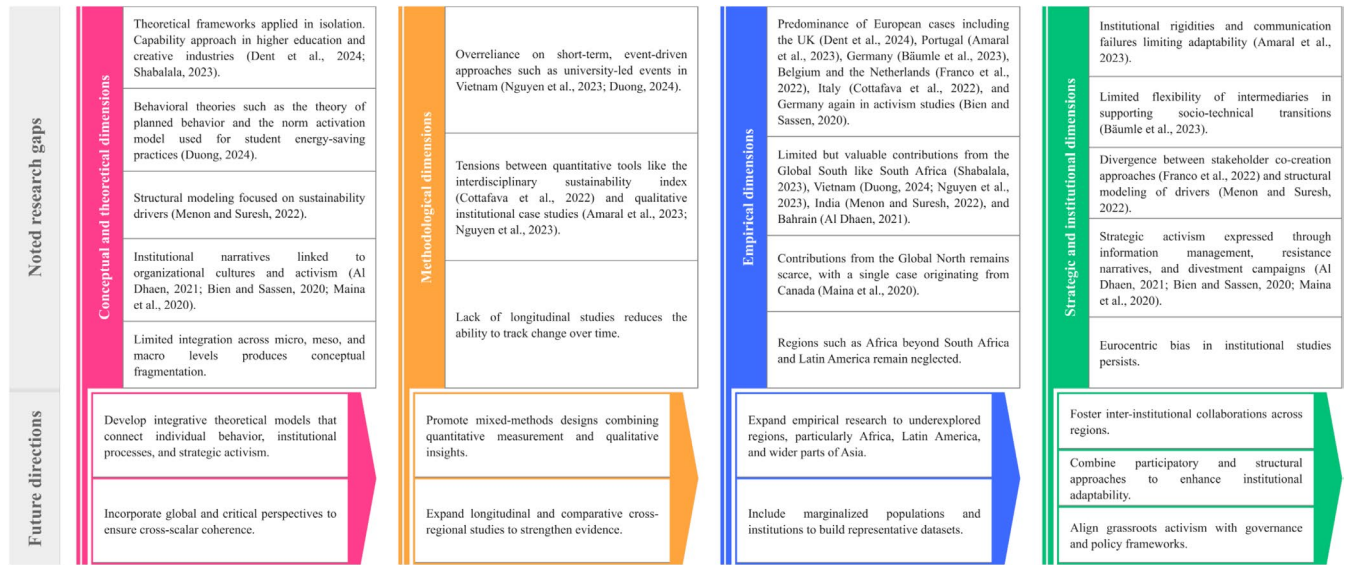 Noted research gaps
Conceptual and theoretical dimensions
Theoretical frameworks applied in isolation.
Capability approach in higher education and
creative industries (Dent et al., 2024;
Shabalala, 2023).
Behavioral theories such as the theory of
planned behavior and the norm activation
model used for student energy-saving
practices (Duong, 2024).
Structural modeling focused on sustainability
drivers (Menon and Suresh, 2022).
Institutional narratives linked to
organizational cultures and activism (Al
Dhaen, 2021; Bien and Sassen, 2020; Maina
et al., 2020).
Limited integration across micro, meso, and
macro levels produces conceptual
fragmentation.
Methodological dimensions
Overreliance on short-term, event-driven
approaches such as university-led events in
Vietnam (Nguyen et al., 2023; Duong, 2024).
Tensions between quantitative tools like the
interdisciplinary sustainability index
(Cottafava et al., 2022) and qualitative
institutional case studies (Amaral et al., 2023;
Nguyen et al., 2023).
Lack of longitudinal studies reduces the
ability to track change over time.
Empirical dimensions
Predominance of European cases including
the UK (Dent et al., 2024), Portugal (Amaral
et al., 2023), Germany (Bäumle et al., 2023),
Belgium and the Netherlands (Franco et al.,
2022), Italy (Cottafava et al., 2022), and
Germany again in activism studies (Bien and
Sassen, 2020).
Limited but valuable contributions from the
Global South like South Africa (Shabalala,
2023), Vietnam (Duong, 2024; Nguyen et al.,
2023), India (Menon and Suresh, 2022), and
Bahrain (Al Dhaen, 2021).
Contributions from the Global North remains
scarce, with a single case originating from
Canada (Maina et al., 2020).
Regions such as Africa beyond South Africa
and Latin America remain neglected.
Strategic and institutional dimensions
Institutional rigidities and communication
failures limiting adaptability (Amaral et al.,
2023).
Limited flexibility of intermediaries in
supporting socio-technical transitions
(Bäumle et al., 2023).
Divergence between stakeholder co-creation
approaches (Franco et al., 2022) and structural
modeling of drivers (Menon and Suresh,
2022).
Strategic activism expressed through
information management, resistance
narratives, and divestment campaigns (Al
Dhaen, 2021; Bien and Sassen, 2020; Maina
et al., 2020).
Eurocentric bias in institutional studies
persists.
Future directions
Develop integrative theoretical models that
connect individual behavior, institutional
processes, and strategic activism.
Incorporate global and critical perspectives to
ensure cross-scalar coherence.
Promote mixed-methods designs combining
quantitative measurement and qualitative
insights.
Expand longitudinal and comparative cross-
regional studies to strengthen evidence.
Expand empirical research to underexplored
regions, particularly Africa, Latin America,
and wider parts of Asia.
Include marginalized populations and
institutions to build representative datasets.
Foster inter-institutional collaborations across
regions.
Combine participatory and structural
approaches to enhance institutional
adaptability.
Align grassroots activism with governance
and policy frameworks.